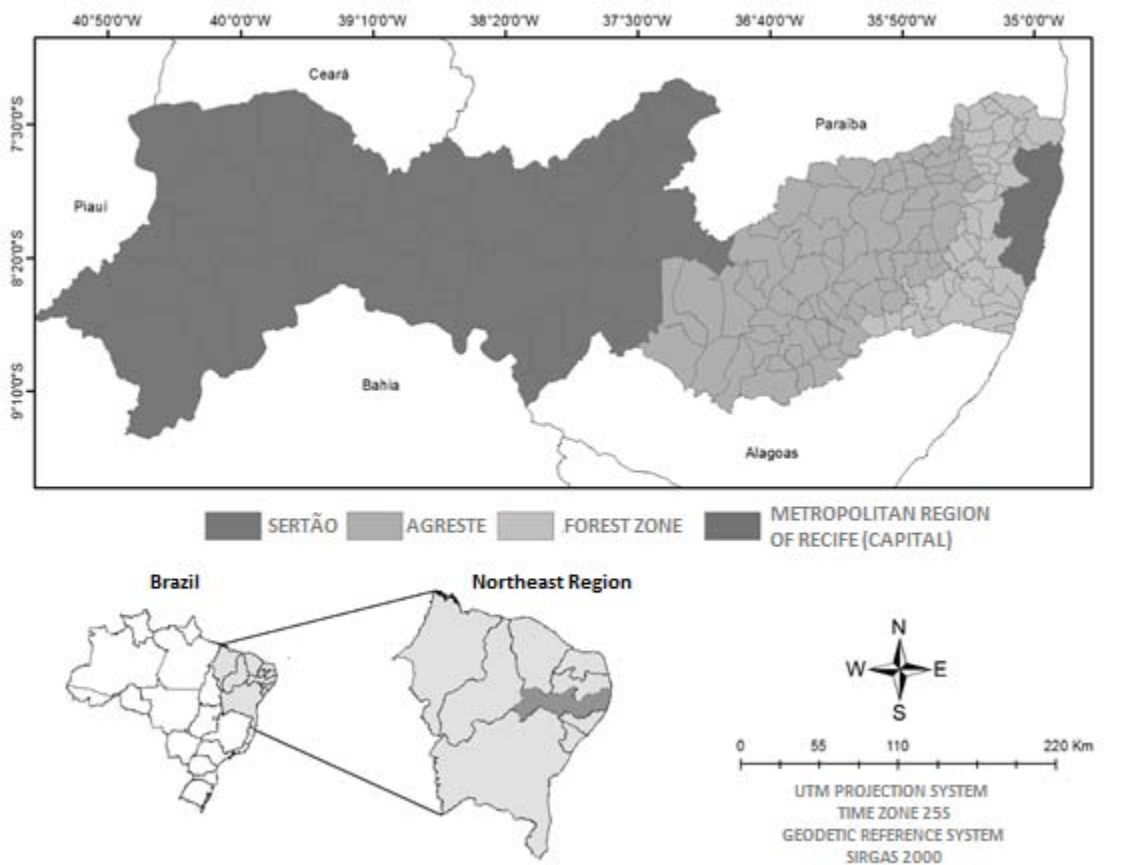 40°50'0"W 40°0'0"W 39°10'0"W 38°20'0"W 37°30'0"W 36°40'0"W 35°50'0"W 35°0'0"W
7°30'0"S
8°20'0"S
9°10'0"S
Ceará
Paraíba
Piauí
Bahia
Alagoas
SERTÃO AGRESTE FOREST ZONE METROPOLITAN REGION
OF RECIFE (CAPITAL)
Brazil
Northeast Region
N
W E
S
0 55 110 220 Km
UTM PROJECTION SYSTEM
TIME ZONE 25S
GEODETIC REFERENCE SYSTEM
SIRGAS 2000